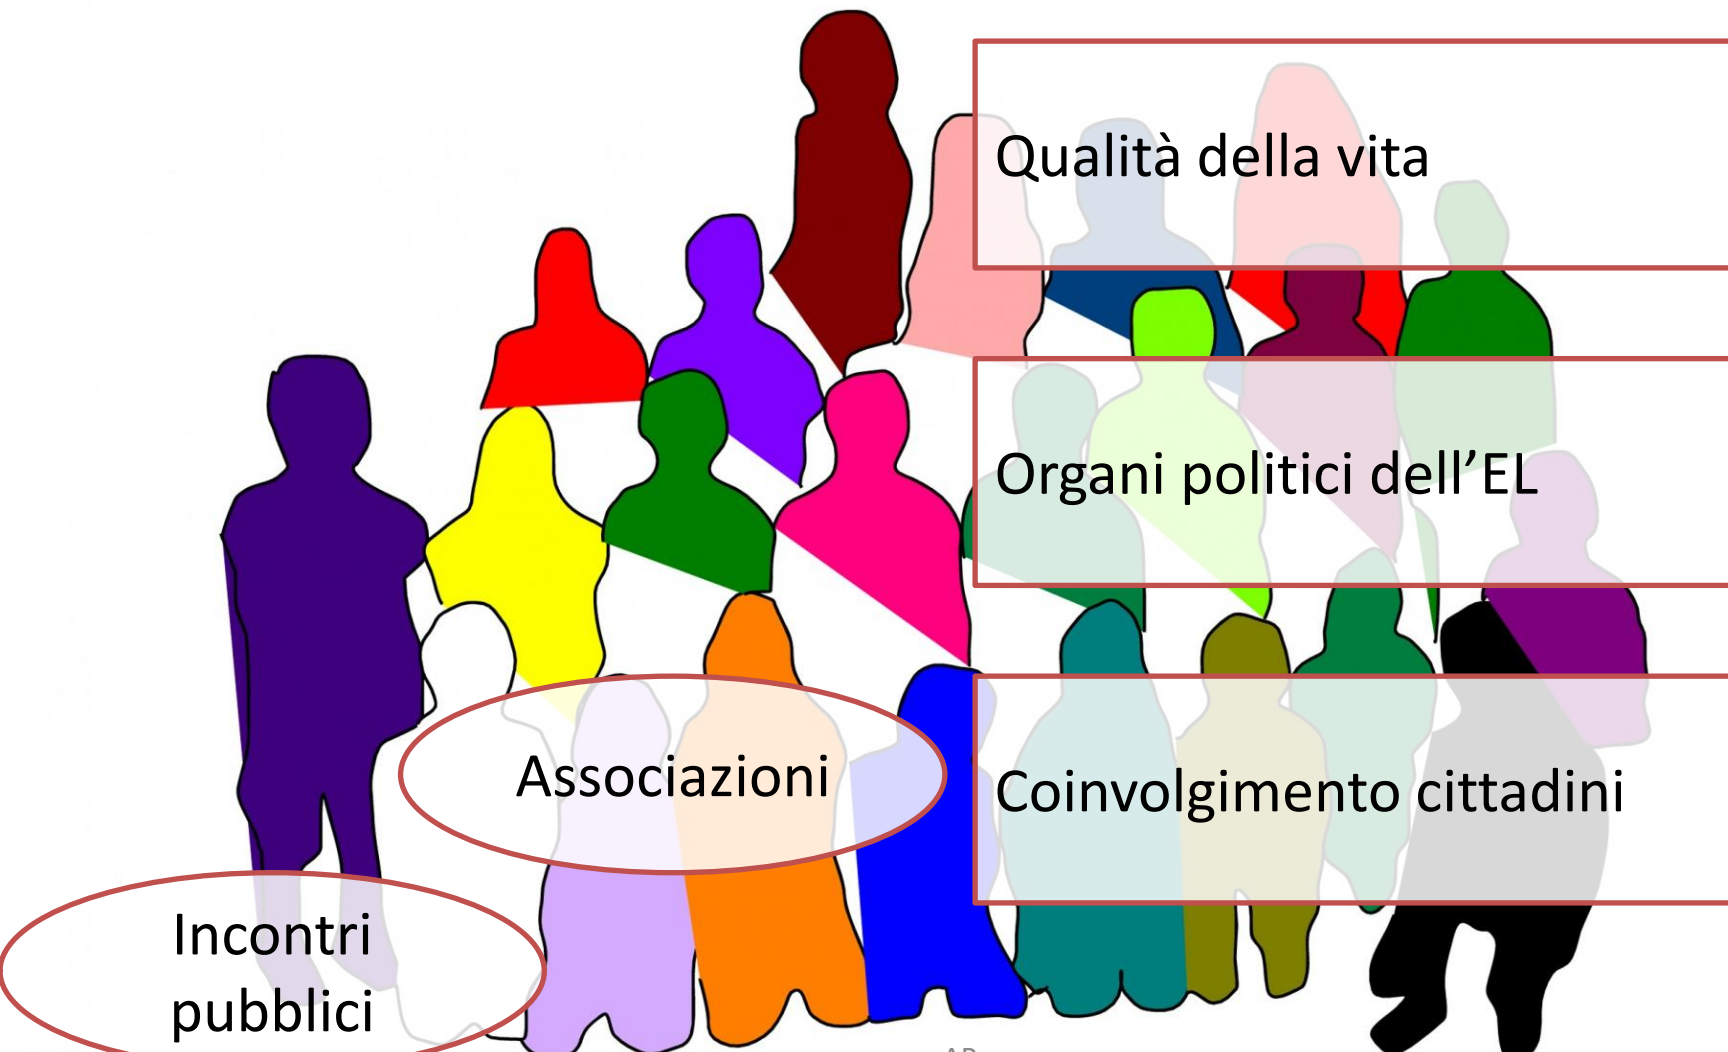 Qualità della vita
Organi politici dell’EL
Associazioni
Coinvolgimento cittadini
Incontri
pubblici